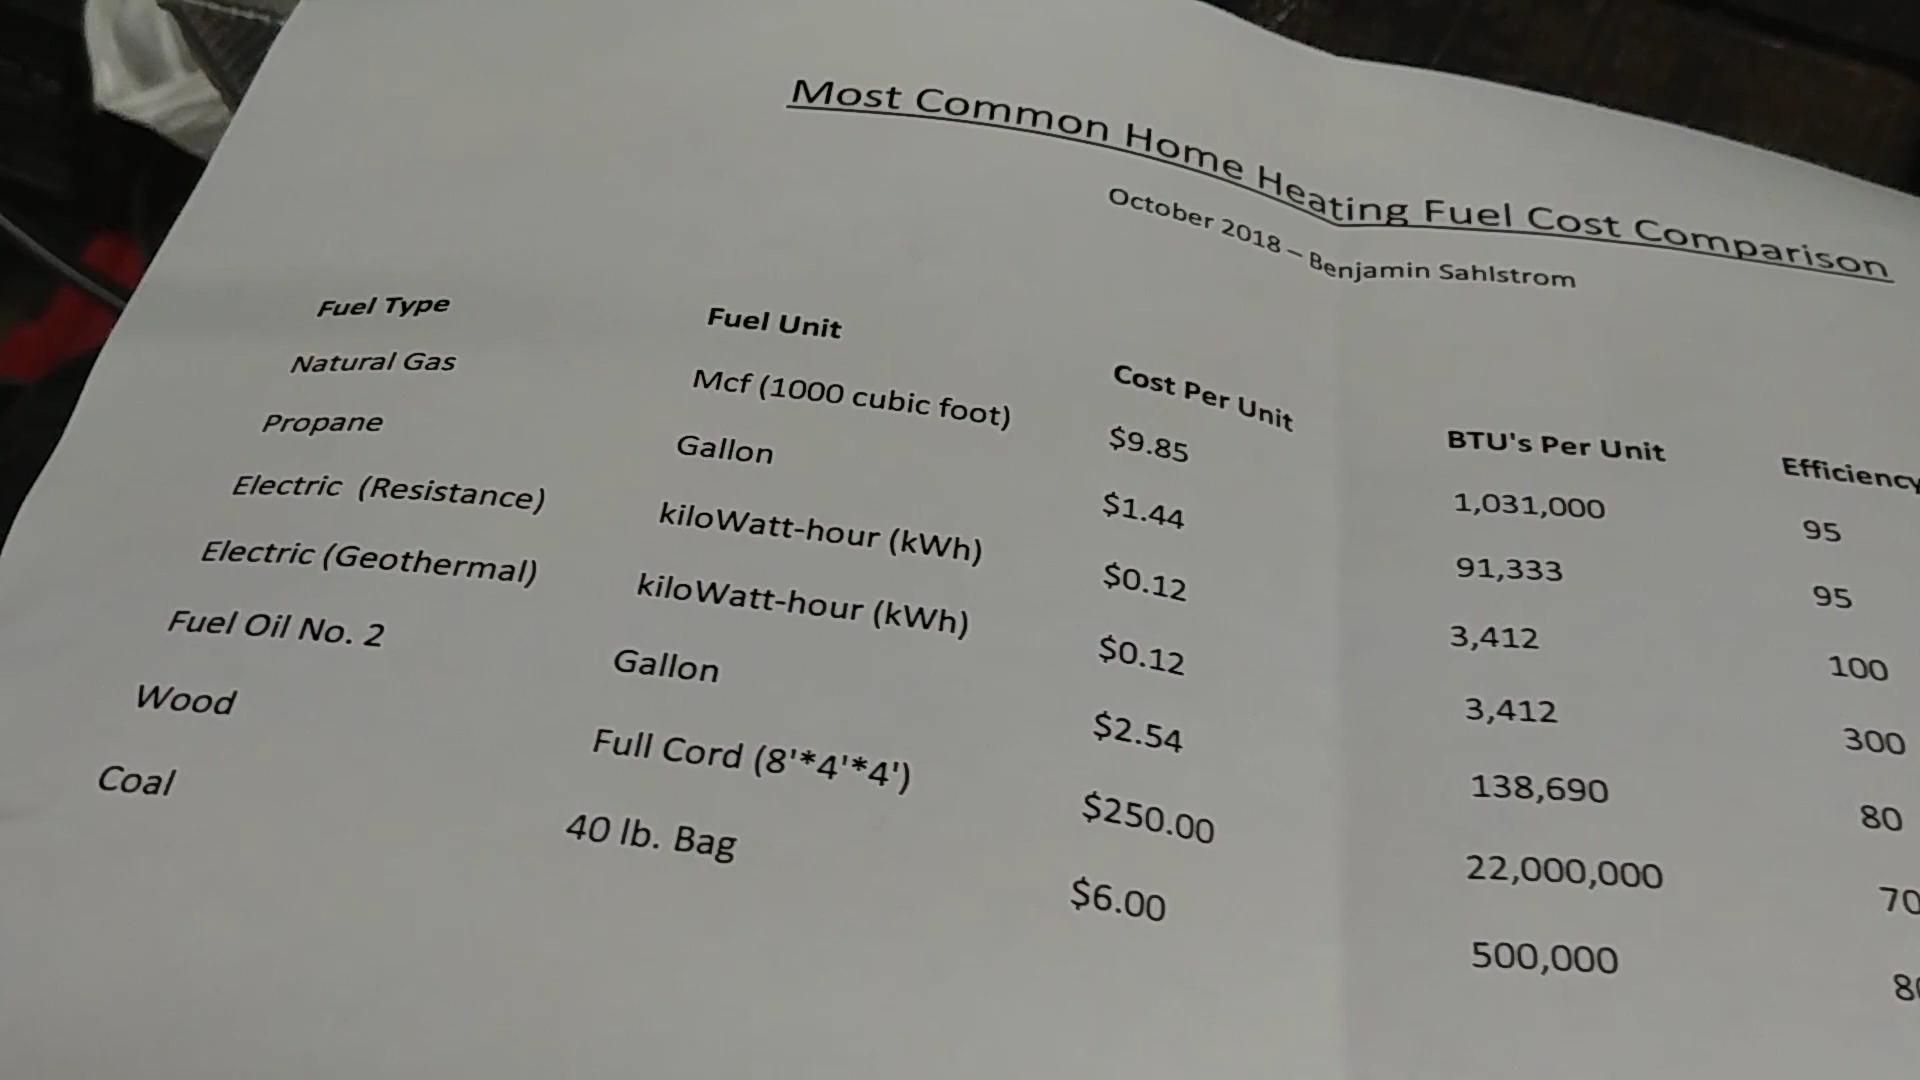 Most Common Home Heating Fuel Cost Comparison
October 2018 – Benjamin Sahlstrom
Fuel Type Fuel Unit Cost Per Unit BTU's Per Unit Efficiency
Natural Gas Mcf (1000 cubic foot) $9.85 1,031,000 95
Propane Gallon $1.44 91,333 95
Electric (Resistance) kiloWatt-hour (kWh) $0.12 3,412 100
Electric (Geothermal) kiloWatt-hour (kWh) $0.12 3,412 300
Fuel Oil No. 2 Gallon $2.54 138,690 80
Wood Full Cord (8'*4'*4') $250.00 22,000,000 70
Coal 40 lb. Bag $6.00 500,000